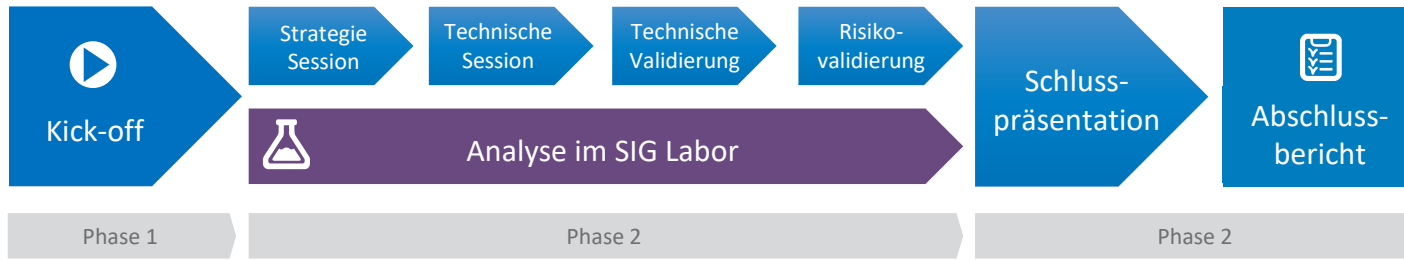 Kick-off
Strategie
Session
Technische
Session
Technische
Validierung
Risiko-
validierung
Analyse im SIG Labor
Schluss-
präsentation
Abschluss-
bericht
Phase 1
Phase 2
Phase 2